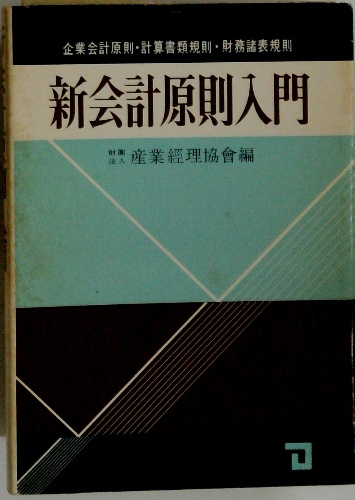 企業会計原則・計算書類規則・財務諸表規則
新会計原則入門
財團法人 産業經理協會編